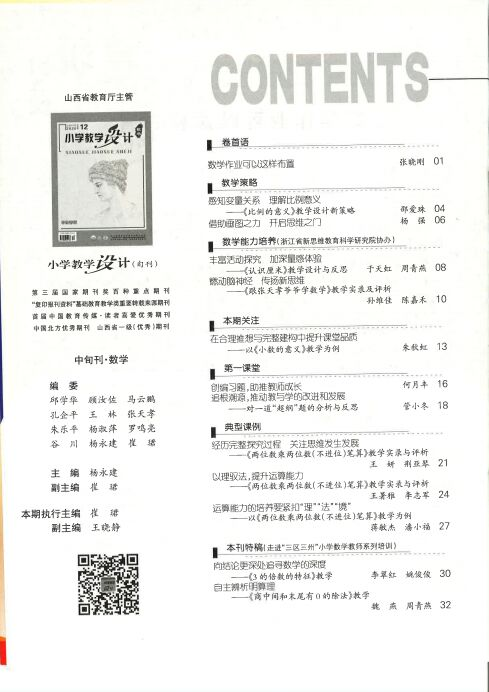 山西省教育厅主管
12
小学教学设计
XIAOXUE JIAOXUE SHEJI
小学教学设计(旬刊)
第三届国家期刊奖百种重点期刊
“复印报刊资料”基础教育教学类重要转载来源期刊
首届中国教育传媒·读者喜爱优秀期刊
中国北方优秀期刊 山西省一级(优秀)期刊
中旬刊·数学
编委
邱学华 顾汝佐 马云鹏
孔企平 王林 张天孝
朱乐平 杨淑萍 罗鸣亮
谷川 杨永建 崔珺
主编 杨永建
副主编 崔珺
本期执行主编 崔珺
副主编 王晓静
CONTENTS
卷首语
数学作业可以这样布置 张晓刚 01
教学策略
感知变量关系 理解比例意义
——《比例的意义》教学设计新策略 邵爱珠 04
借助画图之力 开启思维之门 杨强 06
数学能力培养(浙江省新思维教育科学研究院协办)
丰富活动探究 加深量感体验
——《认识厘米》教学设计与反思 于天虹 周青燕 08
燃动脑神经 传扬新思维
——《跟张天孝爷爷学数学》教学实录及评析
孙维佳 陈嘉禾 10
本期关注
在合理推想与完整建构中提升课堂品质
——以《小数的意义》教学为例 朱秋虹 13
第一课堂
创编习题,助推教师成长 何月丰 16
追根溯源,推动教与学的改进和发展
——对一道“超纲”题的分析与反思 管小冬 18
典型课例
经历完整探究过程 关注思维发生发展
——《两位数乘两位数(不进位)笔算》教学实录与评析
王妍 荆亚琴 21
以理驭法,提升运算能力
——《两位数乘两位数(不进位)笔算》教学实录与评析
王著雅 李志军 24
运算能力的培养要紧扣“理”“法”“境”
——以《两位数乘两位数(不进位)笔算》教学为例
蒋敏杰 潘小福 27
本刊特稿(走进“三区三州”小学数学教师系列培训)
向结论更深处追寻数学的深度
——《3的倍数的特征》教学 李翠红 姚俊俊 30
自主辨析明算理
——《商中间和末尾有0的除法》教学
魏燕 周青燕 32